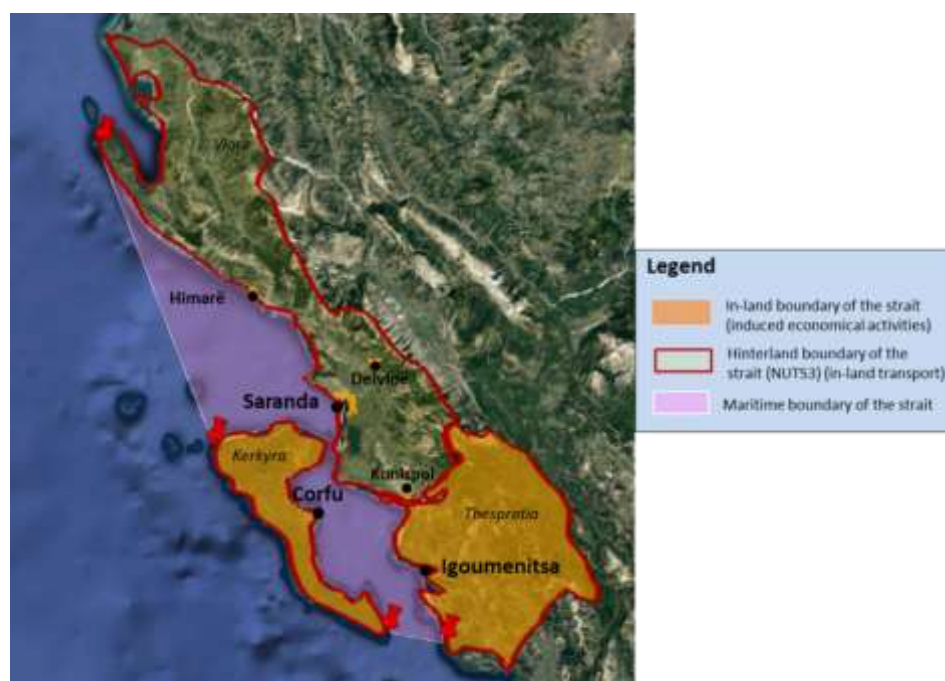 Vlora
Himarë
Delvinë
Saranda
Kerkyra
Konispol
Corfu
Thesprotia
Igoumenitsa
Legend
In-land boundary of the strait
(induced economical activities)
Hinterland boundary of the
strait (NUTS3) (in-land transport)
Maritime boundary of the strait